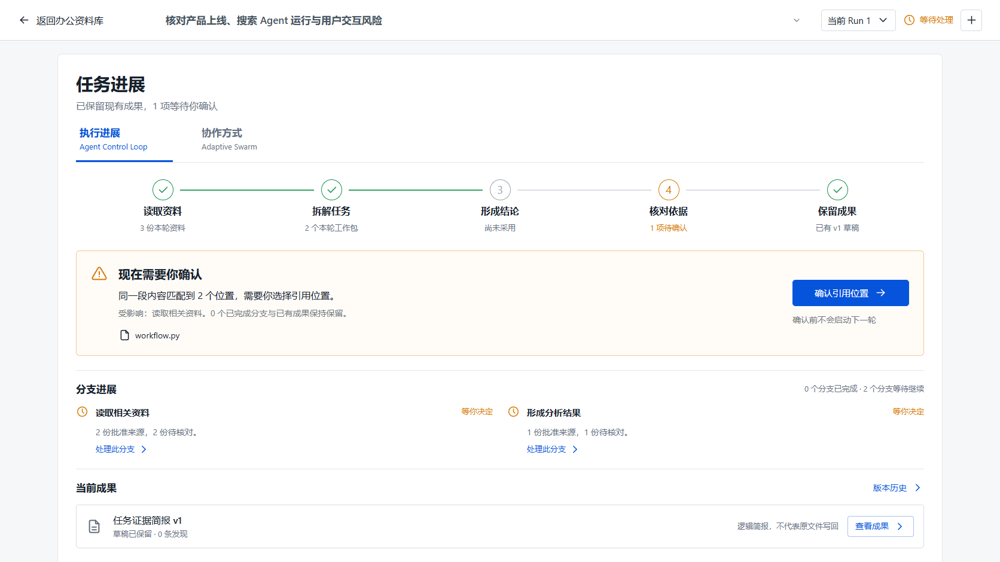 返回办公资料库
核对产品上线、搜索 Agent 运行与用户交互风险
当前 Run 1
等待处理
任务进展
已保留现有成果，1 项等待你确认
执行进展
Agent Control Loop
协作方式
Adaptive Swarm
读取资料
3 份本轮资料
拆解任务
2 个本轮工作包
3
形成结论
尚未采用
4
核对依据
1 项待确认
保留成果
已有 v1 草稿
现在需要你确认
同一段内容匹配到 2 个位置，需要你选择引用位置。
受影响：读取相关资料。0 个已完成分支与已有成果保持保留。
workflow.py
确认引用位置
确认前不会启动下一轮
分支进展
0 个分支已完成 · 2 个分支等待继续
读取相关资料
等你决定
2 份批准来源，2 份待核对。
处理此分支
形成分析结果
等你决定
1 份批准来源，1 份待核对。
处理此分支
当前成果
版本历史
任务证据简报 v1
草稿已保留 · 0 条发现
逻辑简报，不代表原文件写回
查看成果